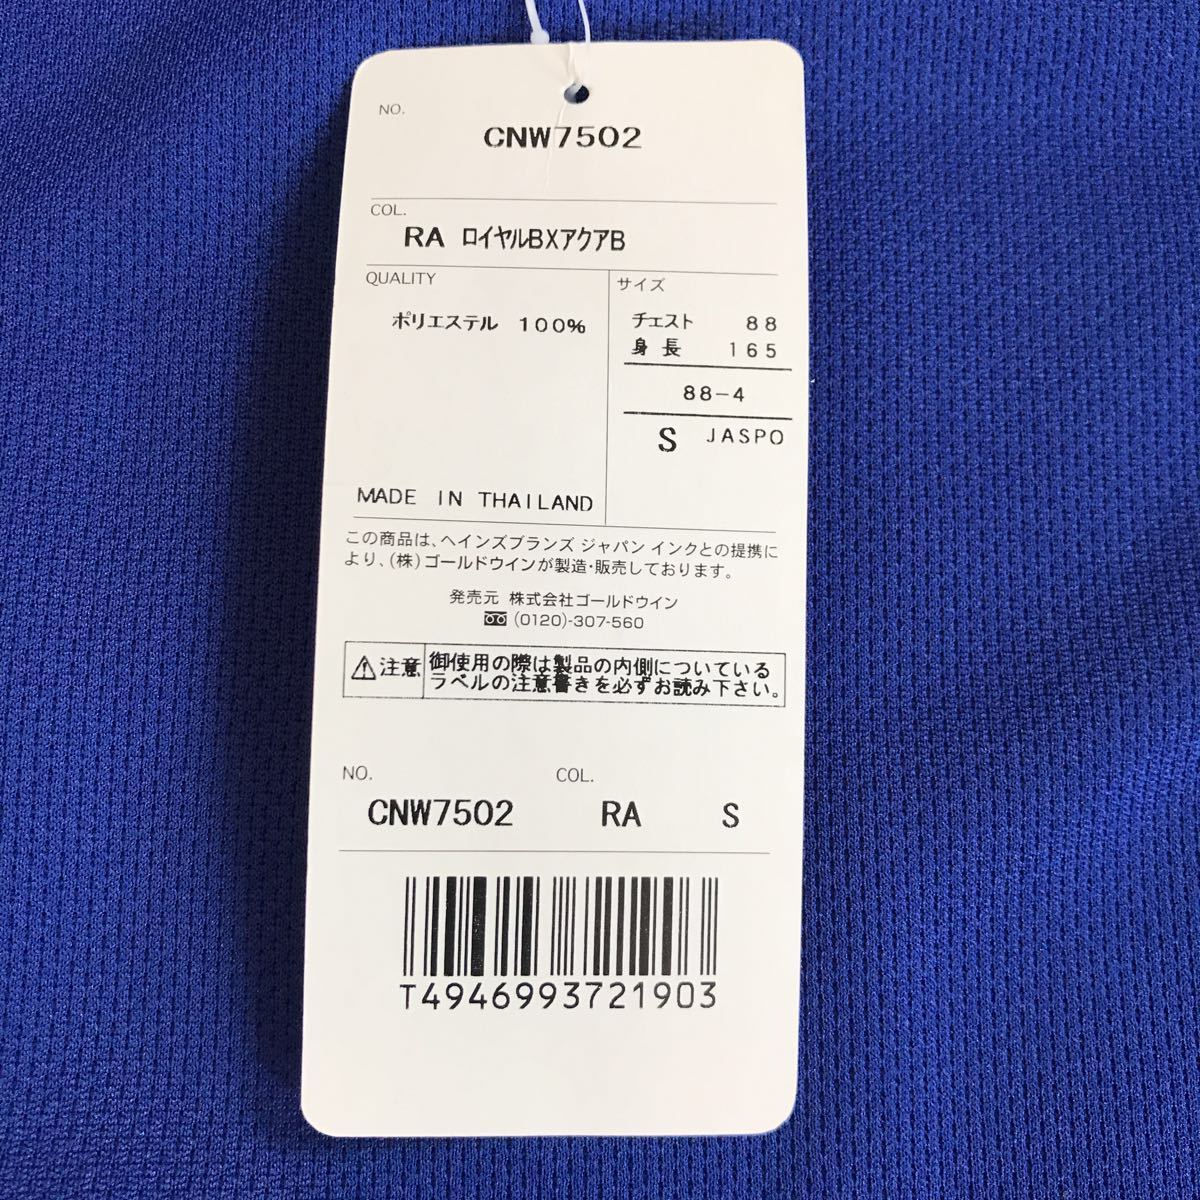 NO.
CNW7502
COL.
RA ロイヤルBXアクアB
QUALITY
ポリエステル 100%
サイズ
チェスト 88
身長 165
88-4
S JASPO
MADE IN THAILAND
この商品は、ヘインズブランズ ジャパン インクとの提携に
より、(株)ゴールドウインが製造・販売しております。
発売元 株式会社ゴールドウイン
(0120)-307-560
注意
御使用の際は製品の内側についている
ラベルの注意書きを必ずお読み下さい。
NO. COL.
CNW7502 RA S
T4946993721903